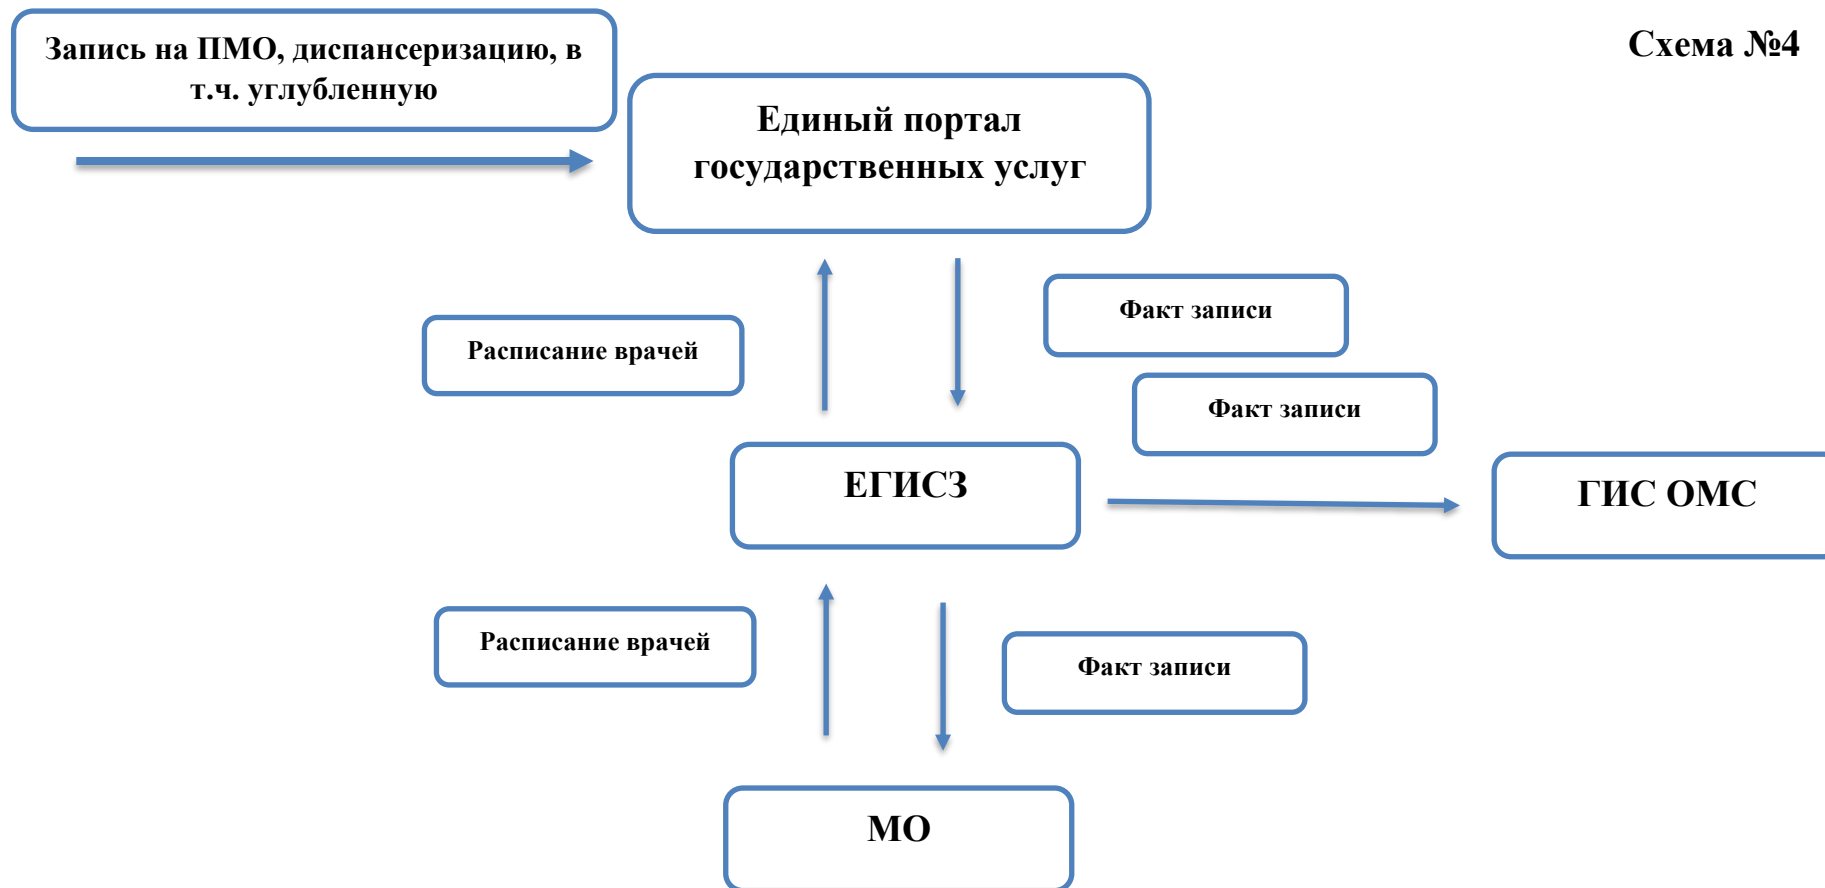 Запись на ПМО, диспансеризацию, в
т.ч. углубленную
Схема №4
Единый портал
государственных услуг
Факт записи
Расписание врачей
Факт записи
ЕГИСЗ
ГИС ОМС
Расписание врачей
Факт записи
МО